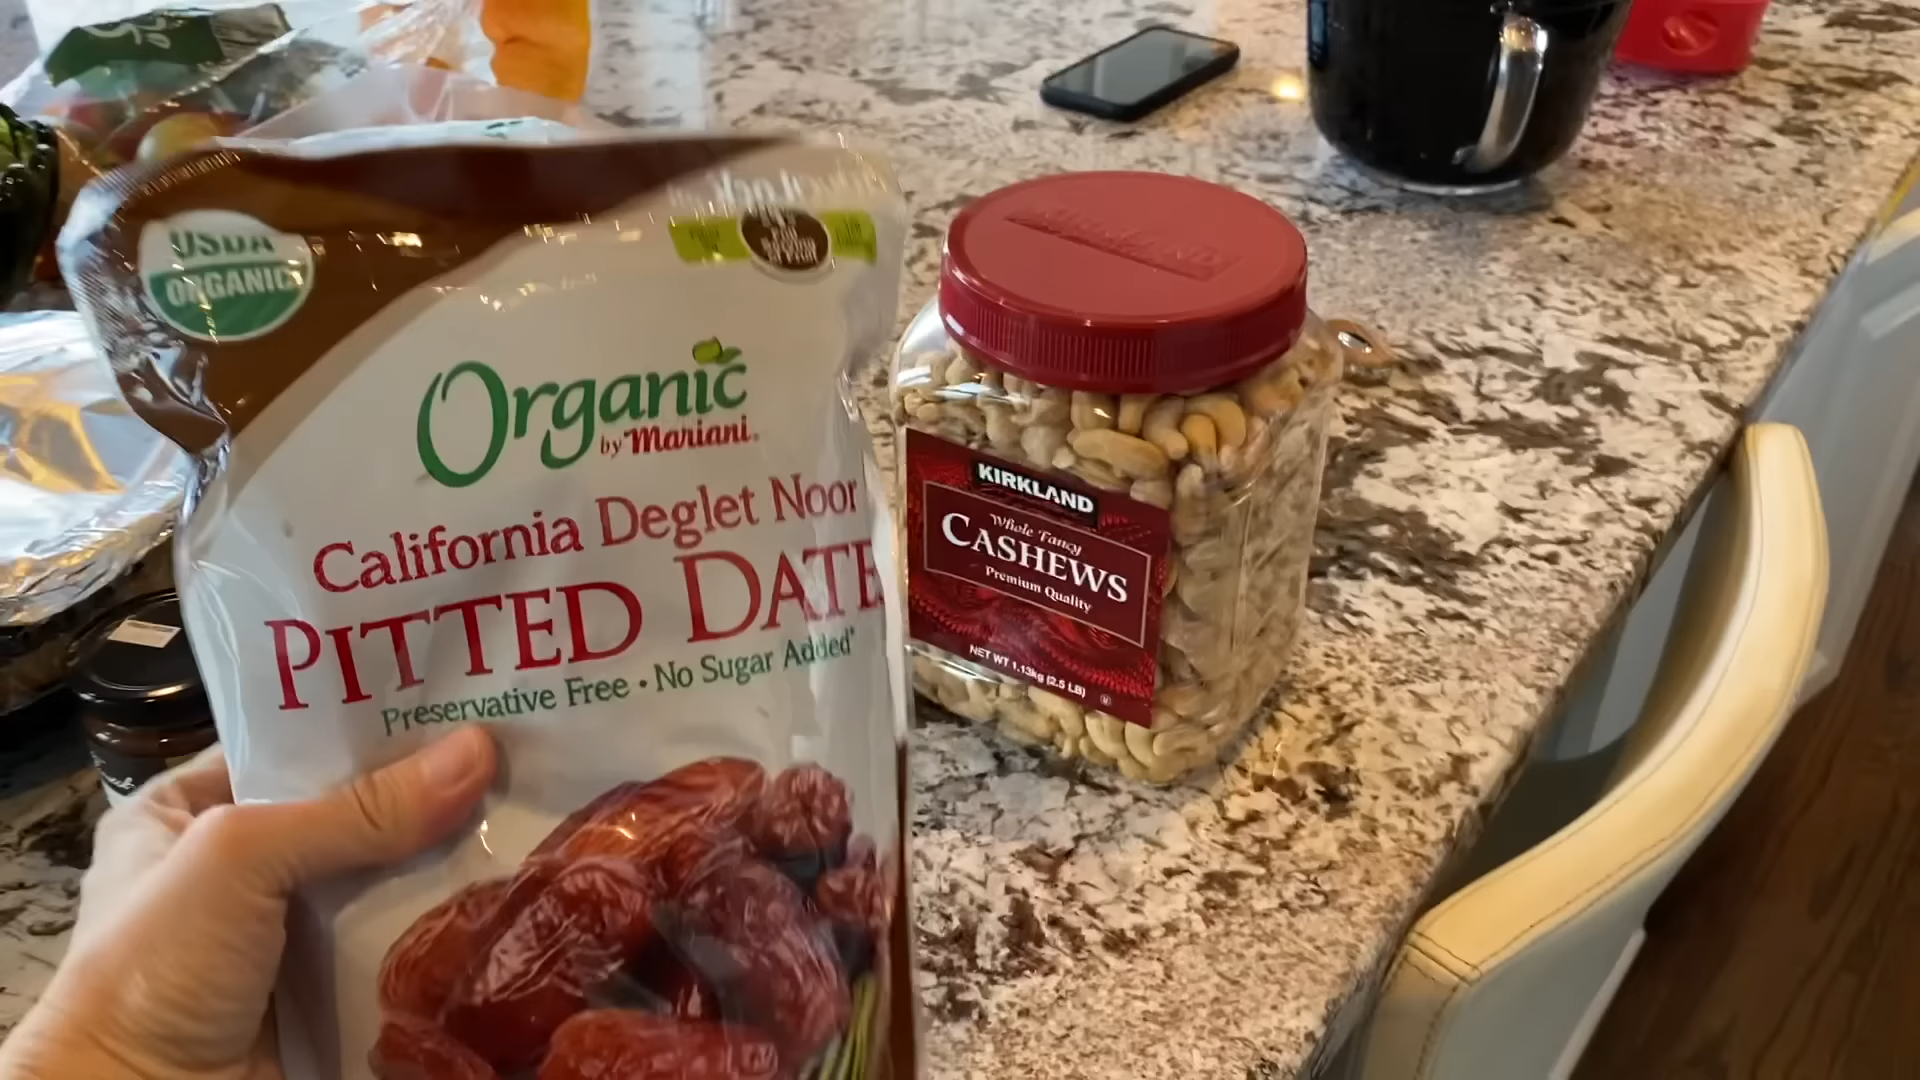 USDA
ORGANIC
Organic
by Mariani®
California Deglet Noor
PITTED DATE
Preservative Free • No Sugar Added*
KIRKLAND
KIRKLAND
Whole Fancy
CASHEWS
Premium Quality
NET WT 1.13kg (2.5 LB)